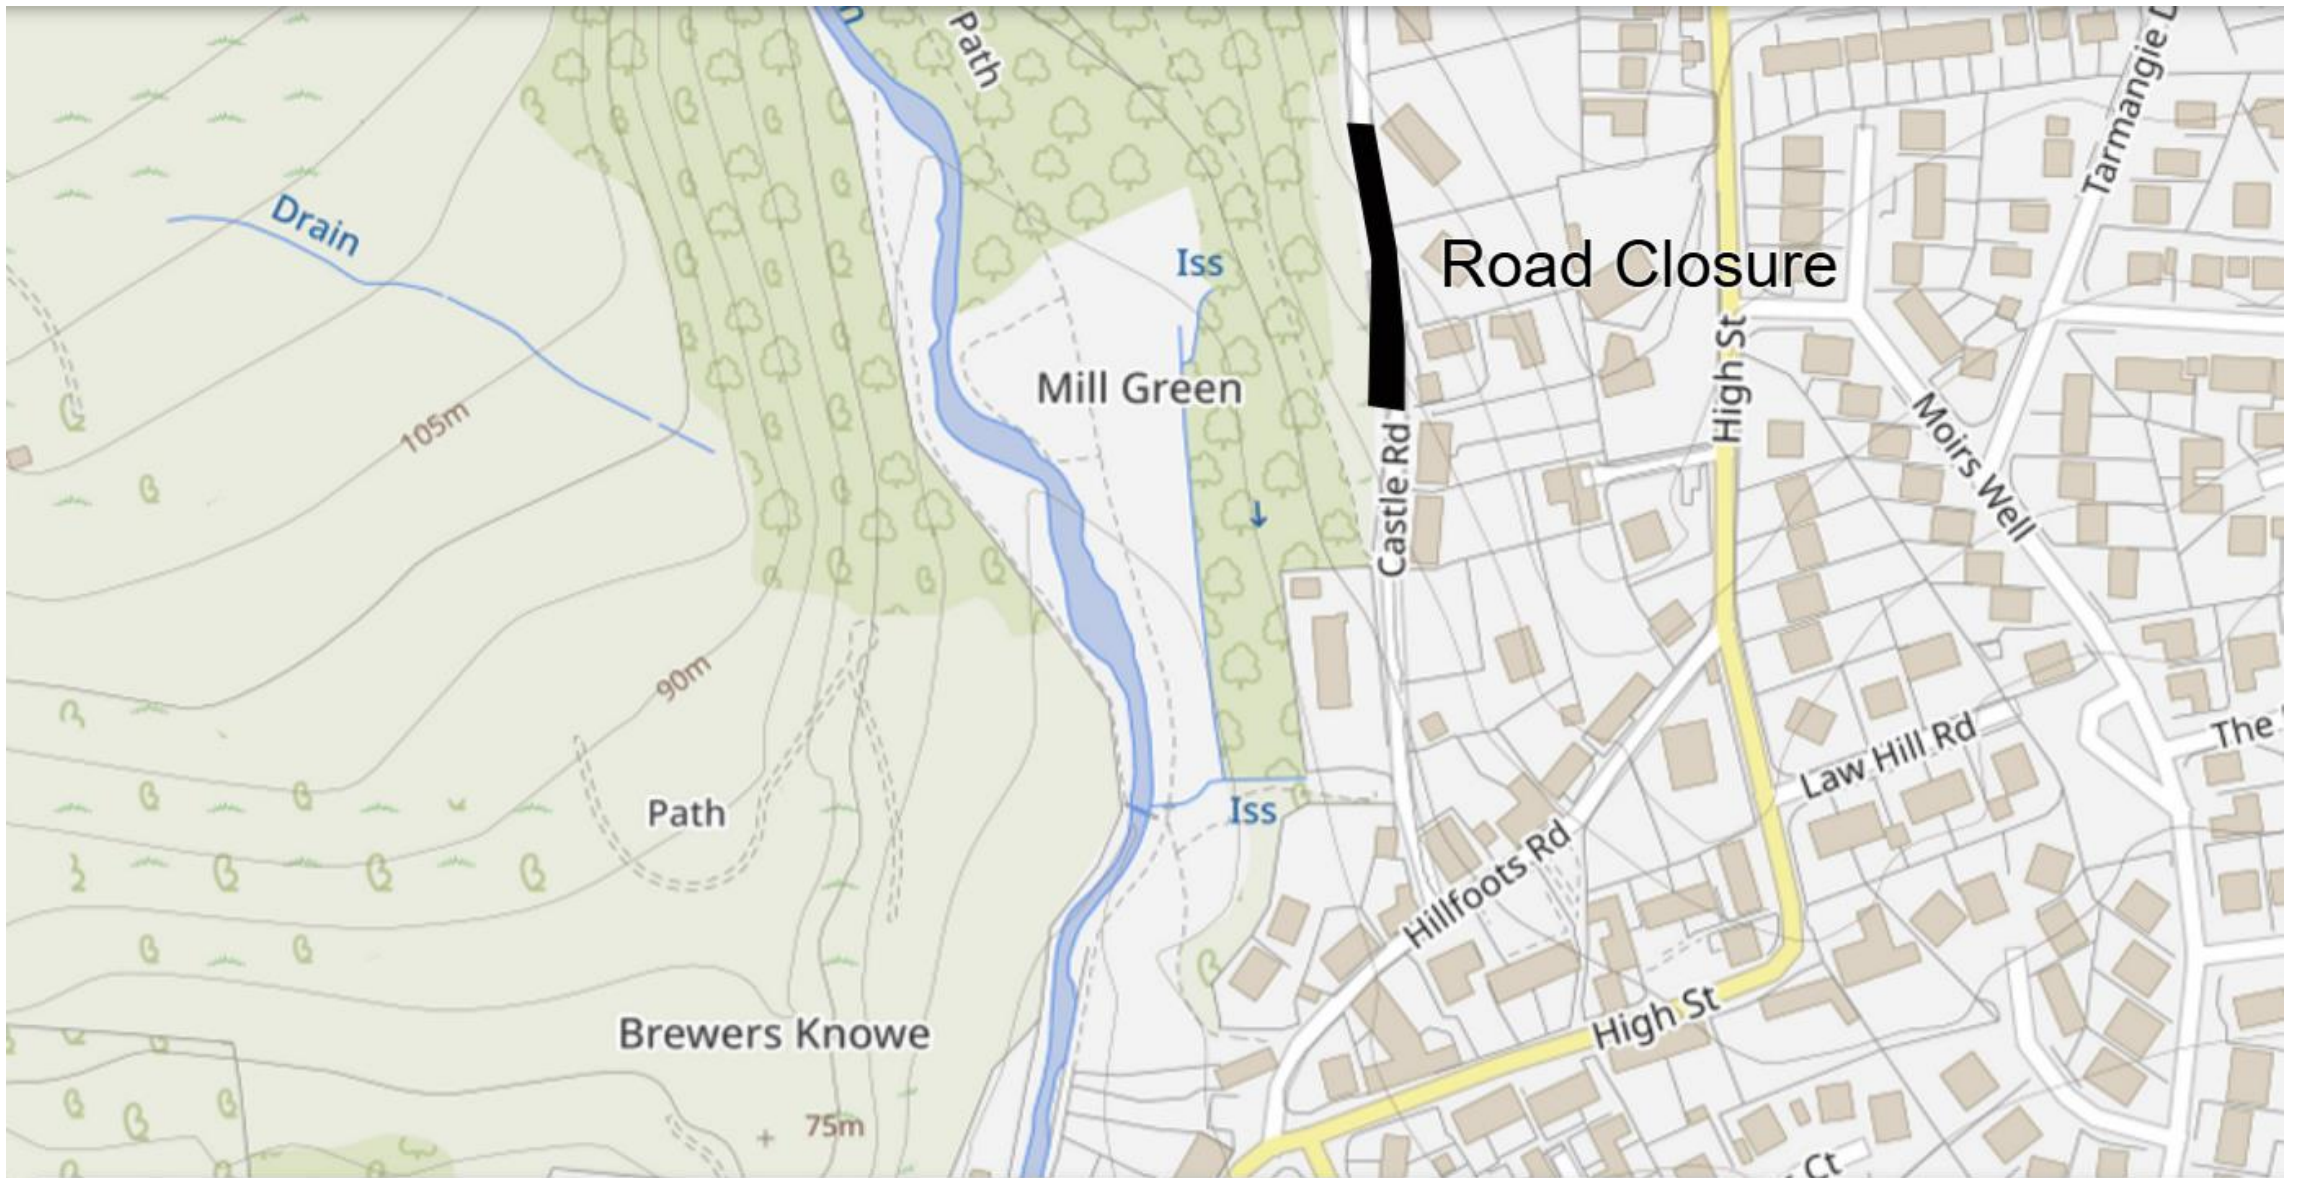 Path
Tarmangie
Drain
Iss
Road Closure
High St
Mill Green
105m
Castle Rd
Moirs Well
90m
Law Hill Rd
The
Path
Iss
Hillfoots Rd
High St
Brewers Knowe
75m
Ct